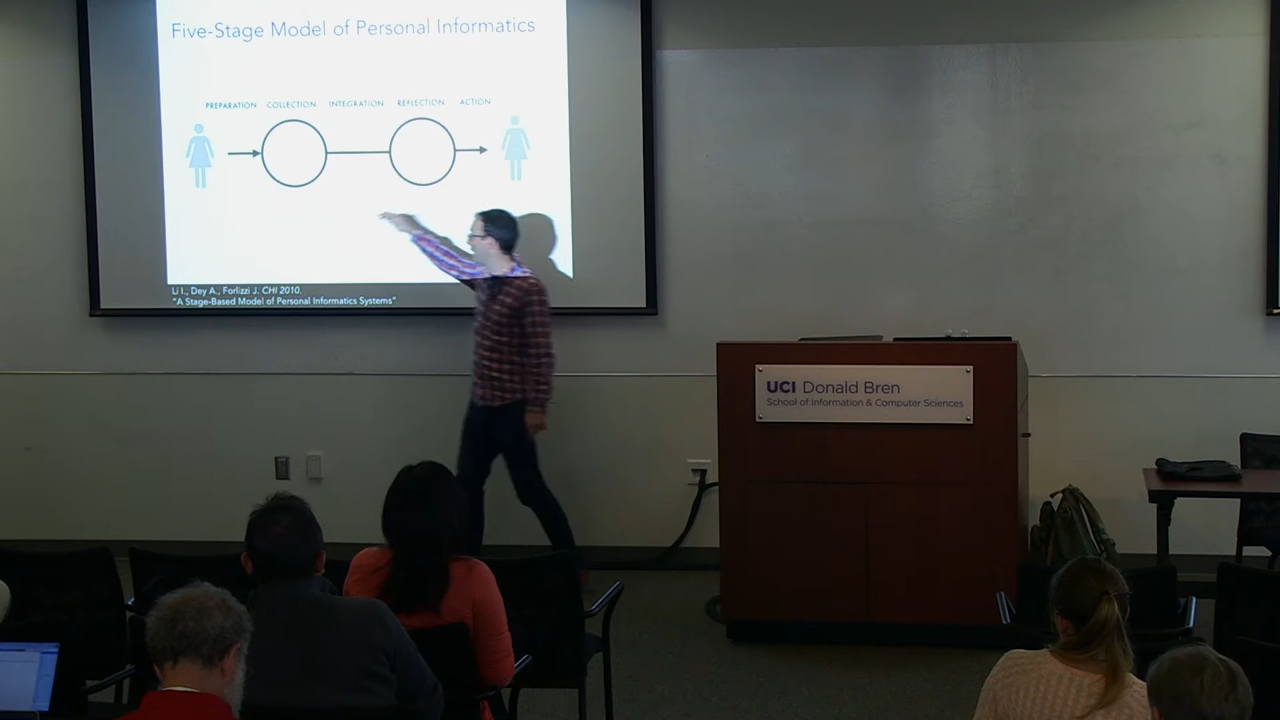 Five-Stage Model of Personal Informatics
PREPARATION COLLECTION INTEGRATION REFLECTION ACTION
Li I., Dey A., Forlizzi J. CHI 2010.
"A Stage-Based Model of Personal Informatics Systems"
UCI Donald Bren
School of Information & Computer Sciences